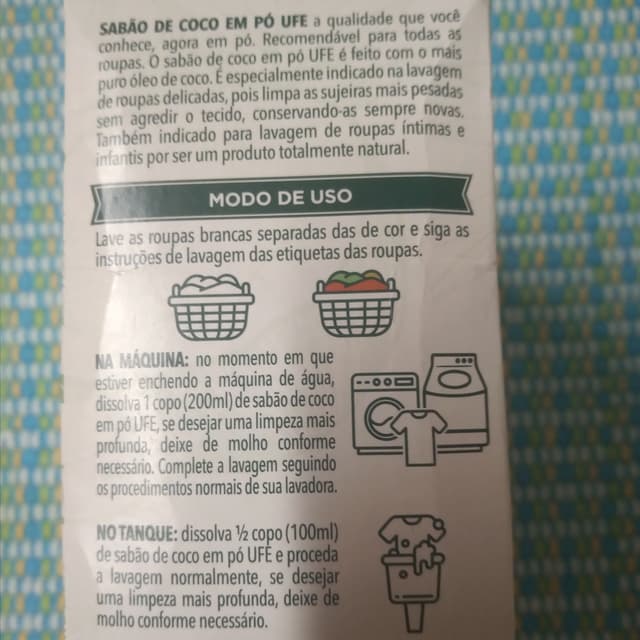 SABÃO DE COCO EM PÓ UFE a qualidade que você
conhece, agora em pó. Recomendável para todas as
roupas. O sabão de coco em pó UFE é feito com o mais
puro óleo de coco. É especialmente indicado na lavagem
de roupas delicadas, pois limpa as sujeiras mais pesadas
sem agredir o tecido, conservando-as sempre novas.
Também indicado para lavagem de roupas íntimas e
infantis por ser um produto totalmente natural.
MODO DE USO
Lave as roupas brancas separadas das de cor e siga as
instruções de lavagem das etiquetas das roupas.
NA MÁQUINA: no momento em que
estiver enchendo a máquina de água,
dissolva 1 copo (200ml) de sabão de coco
em pó UFE, se desejar uma limpeza mais
profunda, deixe de molho conforme
necessário. Complete a lavagem seguindo
os procedimentos normais de sua lavadora.
NO TANQUE: dissolva ½ copo (100ml)
de sabão de coco em pó UFE e proceda
a lavagem normalmente, se desejar
uma limpeza mais profunda, deixe de
molho conforme necessário.